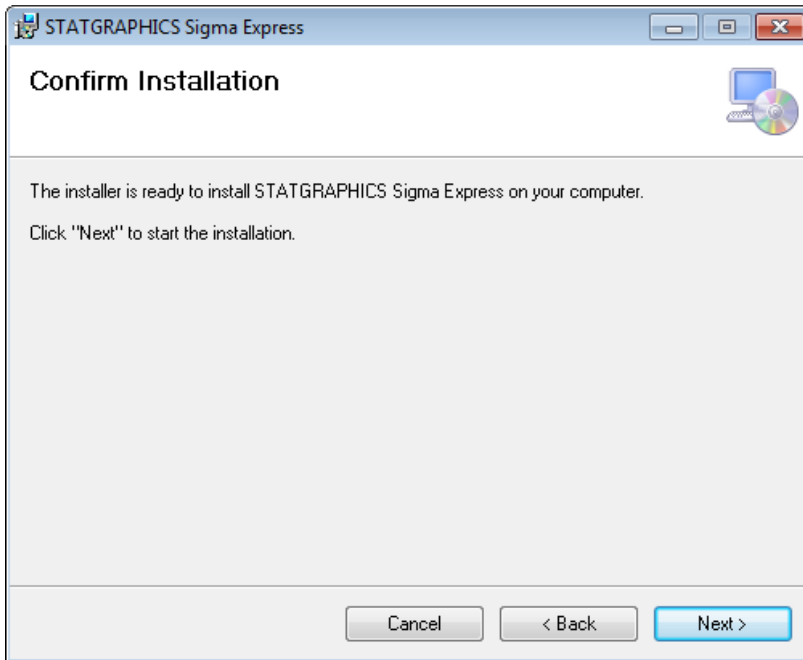 STATGRAPHICS Sigma Express
Confirm Installation
The installer is ready to install STATGRAPHICS Sigma Express on your computer.
Click "Next" to start the installation.
Cancel
< Back
Next >